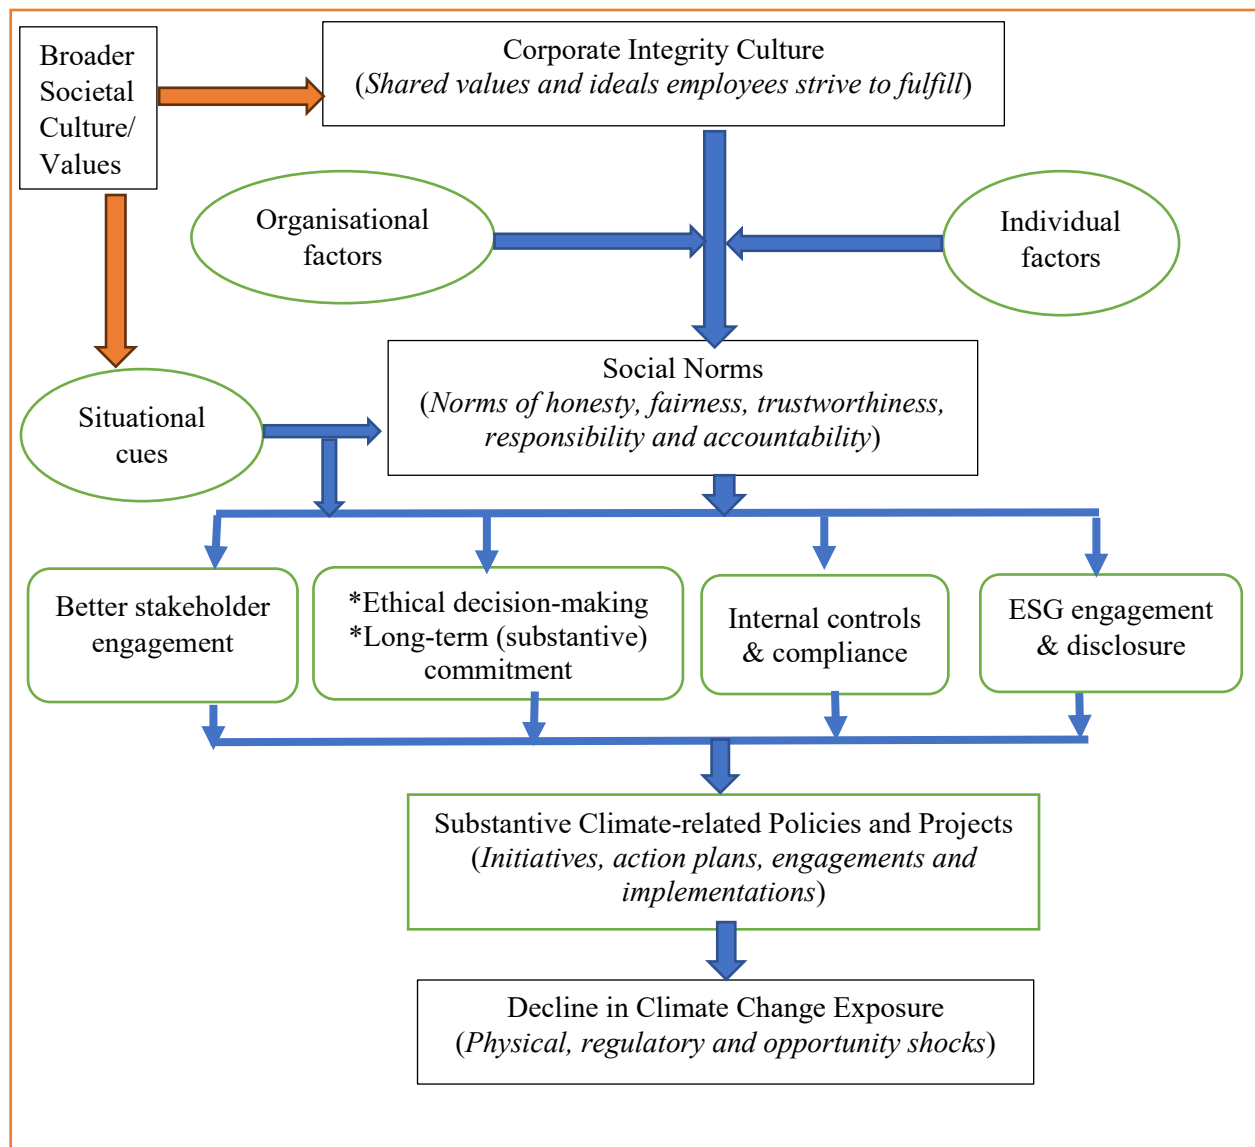 Broader
Societal
Culture/
Values
Corporate Integrity Culture
(Shared values and ideals employees strive to fulfill)
Organisational
factors
Individual
factors
Social Norms
(Norms of honesty, fairness, trustworthiness,
responsibility and accountability)
Situational
cues
Better stakeholder
engagement
*Ethical decision-making
*Long-term (substantive)
commitment
Internal controls
& compliance
ESG engagement
& disclosure
Substantive Climate-related Policies and Projects
(Initiatives, action plans, engagements and
implementations)
Decline in Climate Change Exposure
(Physical, regulatory and opportunity shocks)